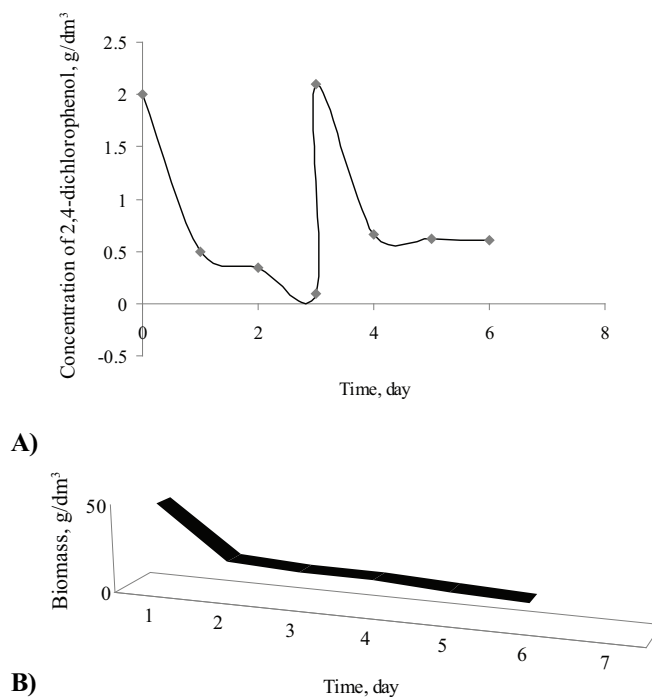 Concentration of 2,4-dichlorophenol, g/dm³
2.5
2
1.5
1
0.5
0
-0.5
0 2 4 6 8
Time, day
A)
Biomass, g/dm³
50
0
1 2 3 4 5 6 7
Time, day
B)